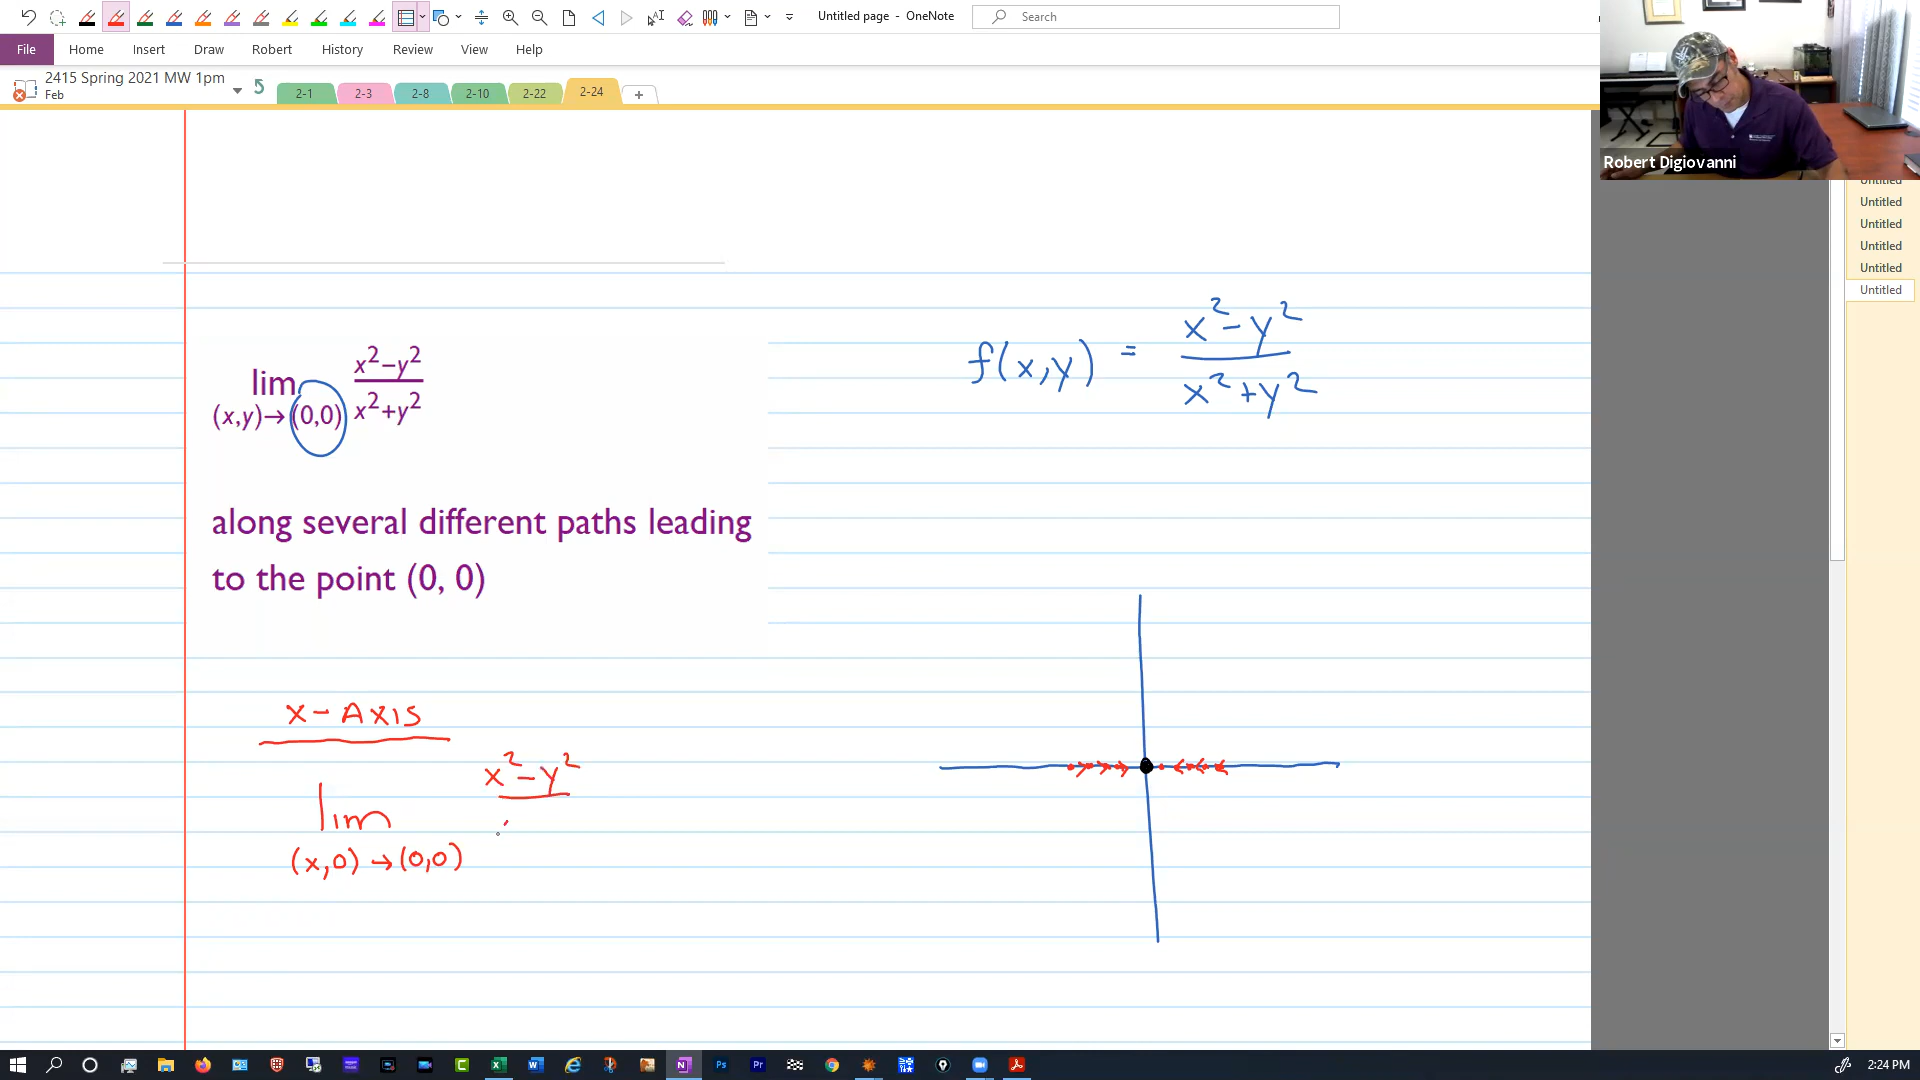 Untitled page - OneNote
Search
File Home Insert Draw Robert History Review View Help
2415 Spring 2021 MW 1pm
Feb
2-1 2-3 2-8 2-10 2-22 2-24 +
Robert Digiovanni
Untitled
Untitled
Untitled
Untitled
Untitled
Untitled
lim (x,y)→(0,0) x²−y² / x²+y²
along several different paths leading
to the point (0, 0)
f(x,y) = x²−y² / x²+y²
x-AXIS
lim (x,0)→(0,0) x²−y²
2:24 PM